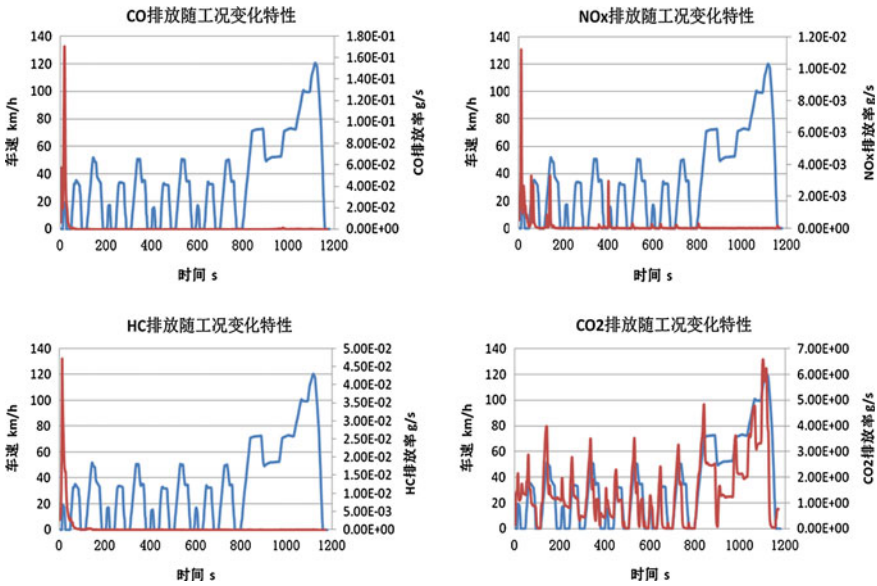 CO排放随工况变化特性
140
120
100
80
60
40
20
0
车速 km/h
1.80E-01
1.60E-01
1.40E-01
1.20E-01
1.00E-01
8.00E-02
6.00E-02
4.00E-02
2.00E-02
0.00E+00
CO排放率g/s
0 200 400 600 800 1000 1200
时间 s
NOx排放随工况变化特性
140
120
100
80
60
40
20
0
车速 km/h
1.20E-02
1.00E-02
8.00E-03
6.00E-03
4.00E-03
2.00E-03
0.00E+00
NOx排放率g/s
0 200 400 600 800 1000 1200
时间 s
HC排放随工况变化特性
140
120
100
80
60
40
20
0
车速 km/h
5.00E-02
4.50E-02
4.00E-02
3.50E-02
3.00E-02
2.50E-02
2.00E-02
1.50E-02
1.00E-02
5.00E-03
0.00E+00
HC排放率g/s
0 200 400 600 800 1000 1200
时间 s
CO2排放随工况变化特性
140
120
100
80
60
40
20
0
车速 km/h
7.00E+00
6.00E+00
5.00E+00
4.00E+00
3.00E+00
2.00E+00
1.00E+00
0.00E+00
CO2排放率g/s
0 200 400 600 800 1000 1200
时间 s